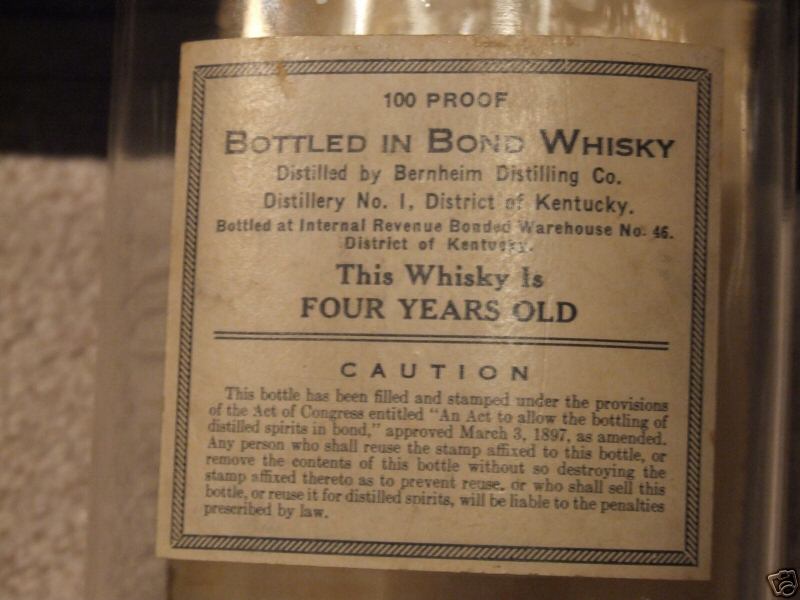 100 PROOF
BOTTLED IN BOND WHISKY
Distilled by Bernheim Distilling Co.
Distillery No. 1, District of Kentucky.
Bottled at Internal Revenue Bonded Warehouse No. 46.
District of Kentucky.
This Whisky Is
FOUR YEARS OLD
CAUTION
This bottle has been filled and stamped under the provisions
of the Act of Congress entitled "An Act to allow the bottling of
distilled spirits in bond," approved March 3, 1897, as amended.
Any person who shall reuse the stamp affixed to this bottle, or
remove the contents of this bottle without so destroying the
stamp affixed thereto as to prevent reuse, or who shall sell this
bottle, or reuse it for distilled spirits, will be liable to the penalties
prescribed by law.